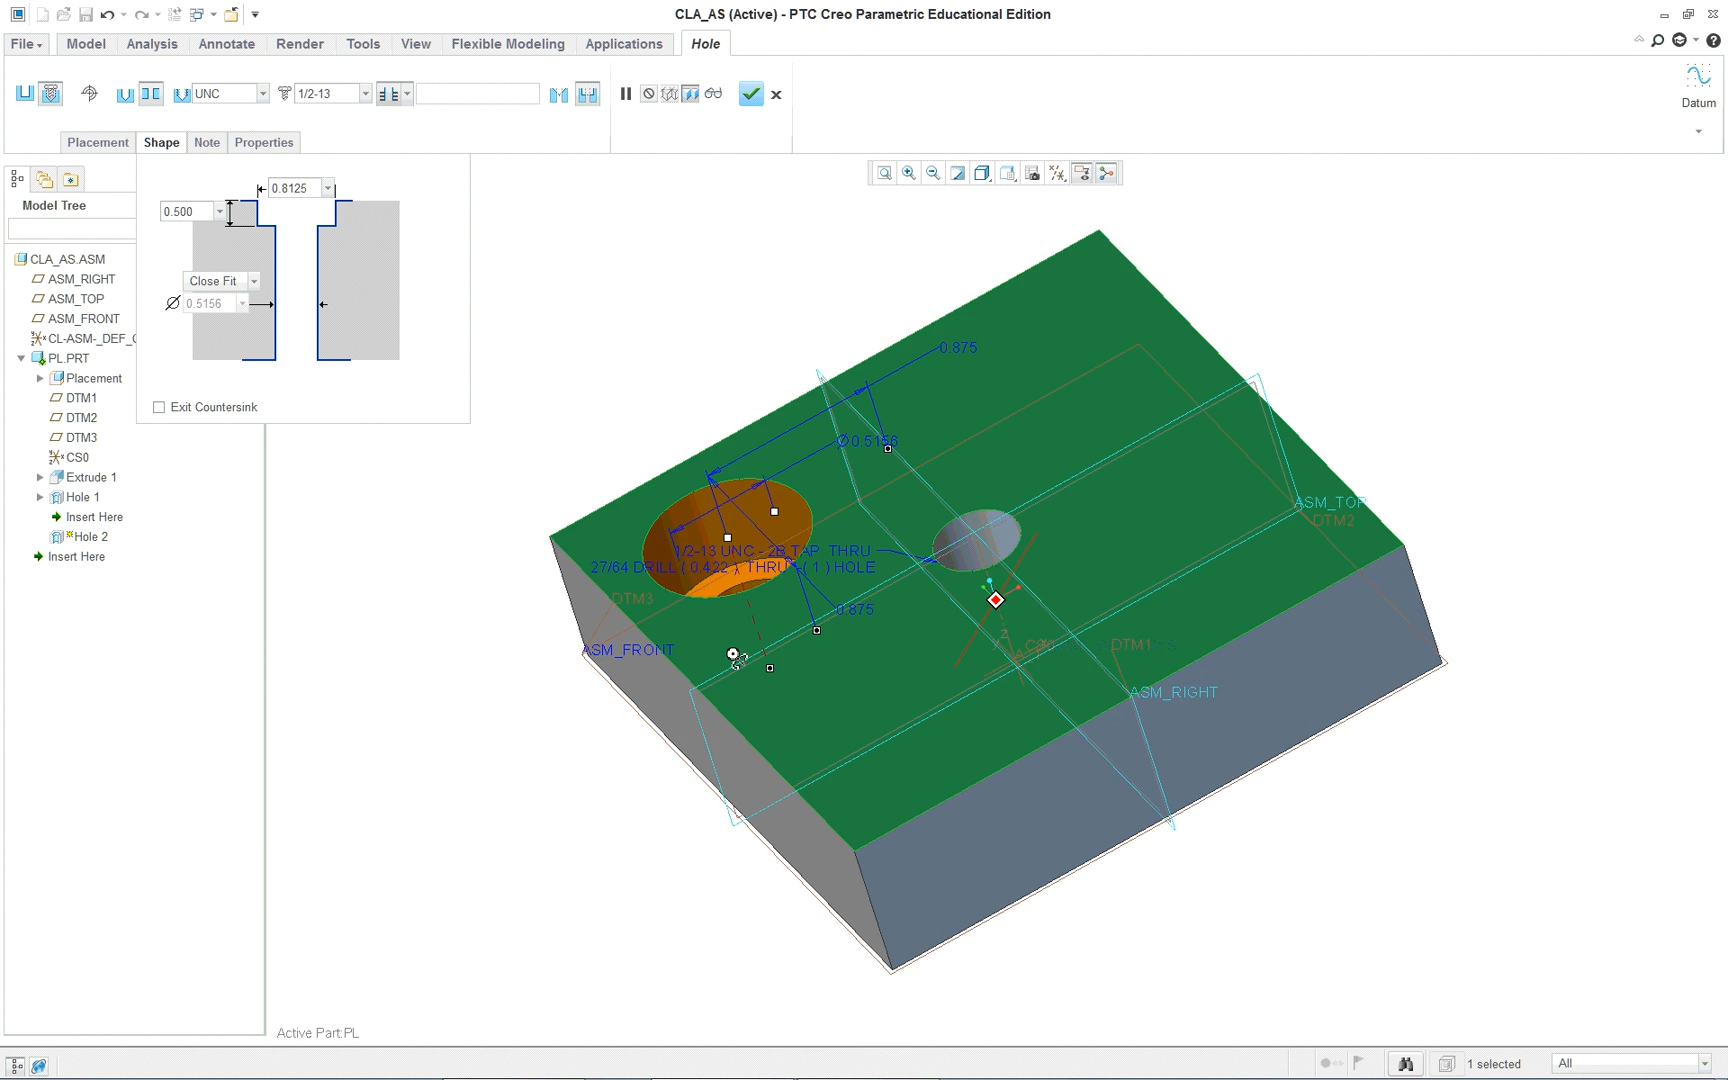 CLA_AS (Active) - PTC Creo Parametric Educational Edition
File
Model
Analysis
Annotate
Render
Tools
View
Flexible Modeling
Applications
Hole
UNC
1/2-13
Datum
Placement
Shape
Note
Properties
0.8125
0.500
Close Fit
0.5156
Exit Countersink
Model Tree
CLA_AS.ASM
ASM_RIGHT
ASM_TOP
ASM_FRONT
CL-ASM-_DEF_
PL.PRT
Placement
DTM1
DTM2
DTM3
CS0
Extrude 1
Hole 1
Insert Here
Hole 2
Insert Here
0.875
Ø0.5156
ASM_TOP
DTM2
1/2-13 UNC - 2B TAP THRU
27/64 DRILL ( 0.422 ) THRU -( 1 ) HOLE
DTM3
0.875
ASM_FRONT
Z
DTM1
ASM_RIGHT
Active Part:PL
1 selected
All